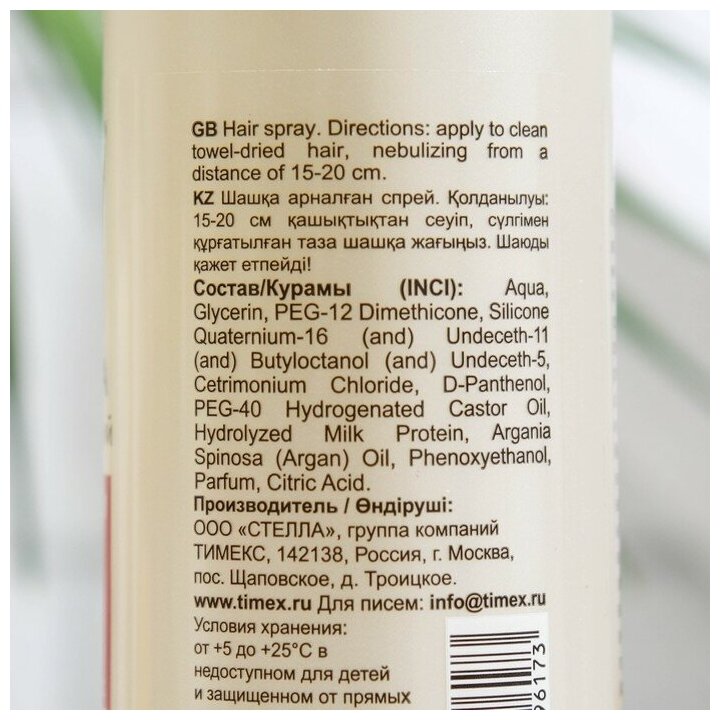 GB Hair spray. Directions: apply to clean
towel-dried hair, nebulizing from a
distance of 15-20 cm.
KZ Шашқа арналған спрей. Қолданылуы:
15-20 см қашықтықтан сеуіп, сүлгімен
құрғатылған таза шашқа жағыңыз. Шаюды
қажет етпейді!
Состав/Курамы (INCI): Aqua,
Glycerin, PEG-12 Dimethicone, Silicone
Quaternium-16 (and) Undeceth-11
(and) Butyloctanol (and) Undeceth-5,
Cetrimonium Chloride, D-Panthenol,
PEG-40 Hydrogenated Castor Oil,
Hydrolyzed Milk Protein, Argania
Spinosa (Argan) Oil, Phenoxyethanol,
Parfum, Citric Acid.
Производитель / Өндіруші:
ООО «СТЕЛЛА», группа компаний
ТИМЕКС, 142138, Россия, г. Москва,
пос. Щаповское, д. Троицкое.
www.timex.ru Для писем: info@timex.ru
Условия хранения:
от +5 до +25°С в
недоступном для детей
и защищенном от прямых
96173